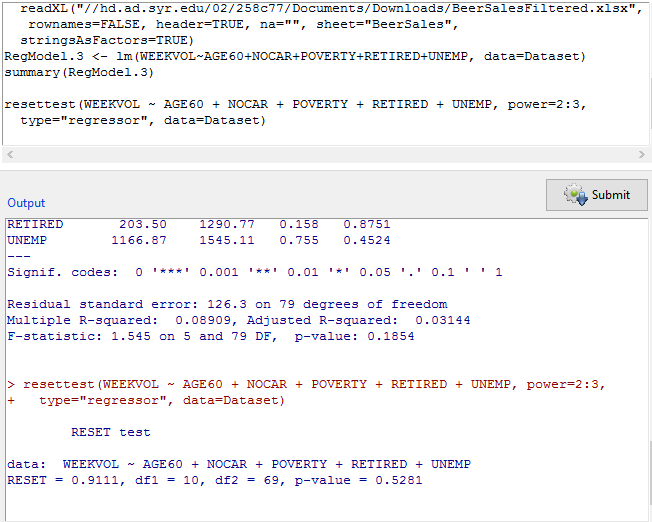 readXL("//hd.ad.syr.edu/02/258c77/Documents/Downloads/BeerSalesFiltered.xlsx",
rownames=FALSE, header=TRUE, na="", sheet="BeerSales",
stringsAsFactors=TRUE)
RegModel.3 <- lm(WEEKVOL~AGE60+NOCAR+POVERTY+RETIRED+UNEMP, data=Dataset)
summary(RegModel.3)
resettest(WEEKVOL ~ AGE60 + NOCAR + POVERTY + RETIRED + UNEMP, power=2:3,
type="regressor", data=Dataset)
Output
Submit
RETIRED 203.50 1290.77 0.158 0.8751
UNEMP 1166.87 1545.11 0.755 0.4524
---
Signif. codes: 0 '***' 0.001 '**' 0.01 '*' 0.05 '.' 0.1 ' ' 1
Residual standard error: 126.3 on 79 degrees of freedom
Multiple R-squared: 0.08909, Adjusted R-squared: 0.03144
F-statistic: 1.545 on 5 and 79 DF, p-value: 0.1854
> resettest(WEEKVOL ~ AGE60 + NOCAR + POVERTY + RETIRED + UNEMP, power=2:3,
+ type="regressor", data=Dataset)
RESET test
data: WEEKVOL ~ AGE60 + NOCAR + POVERTY + RETIRED + UNEMP
RESET = 0.9111, df1 = 10, df2 = 69, p-value = 0.5281